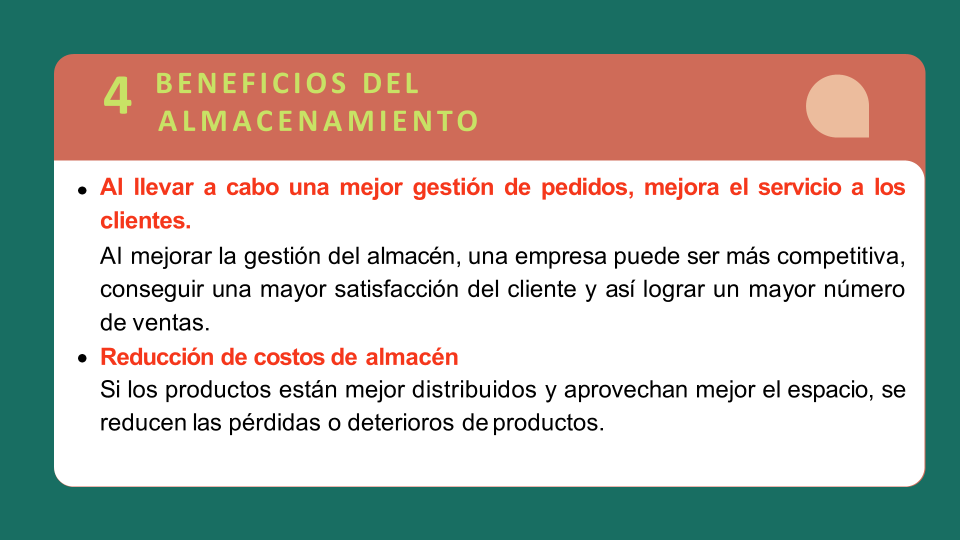 4 BENEFICIOS DEL
ALMACENAMIENTO
• Al llevar a cabo una mejor gestión de pedidos, mejora el servicio a los
clientes.
Al mejorar la gestión del almacén, una empresa puede ser más competitiva,
conseguir una mayor satisfacción del cliente y así lograr un mayor número
de ventas.
• Reducción de costos de almacén
Si los productos están mejor distribuidos y aprovechan mejor el espacio, se
reducen las pérdidas o deterioros de productos.